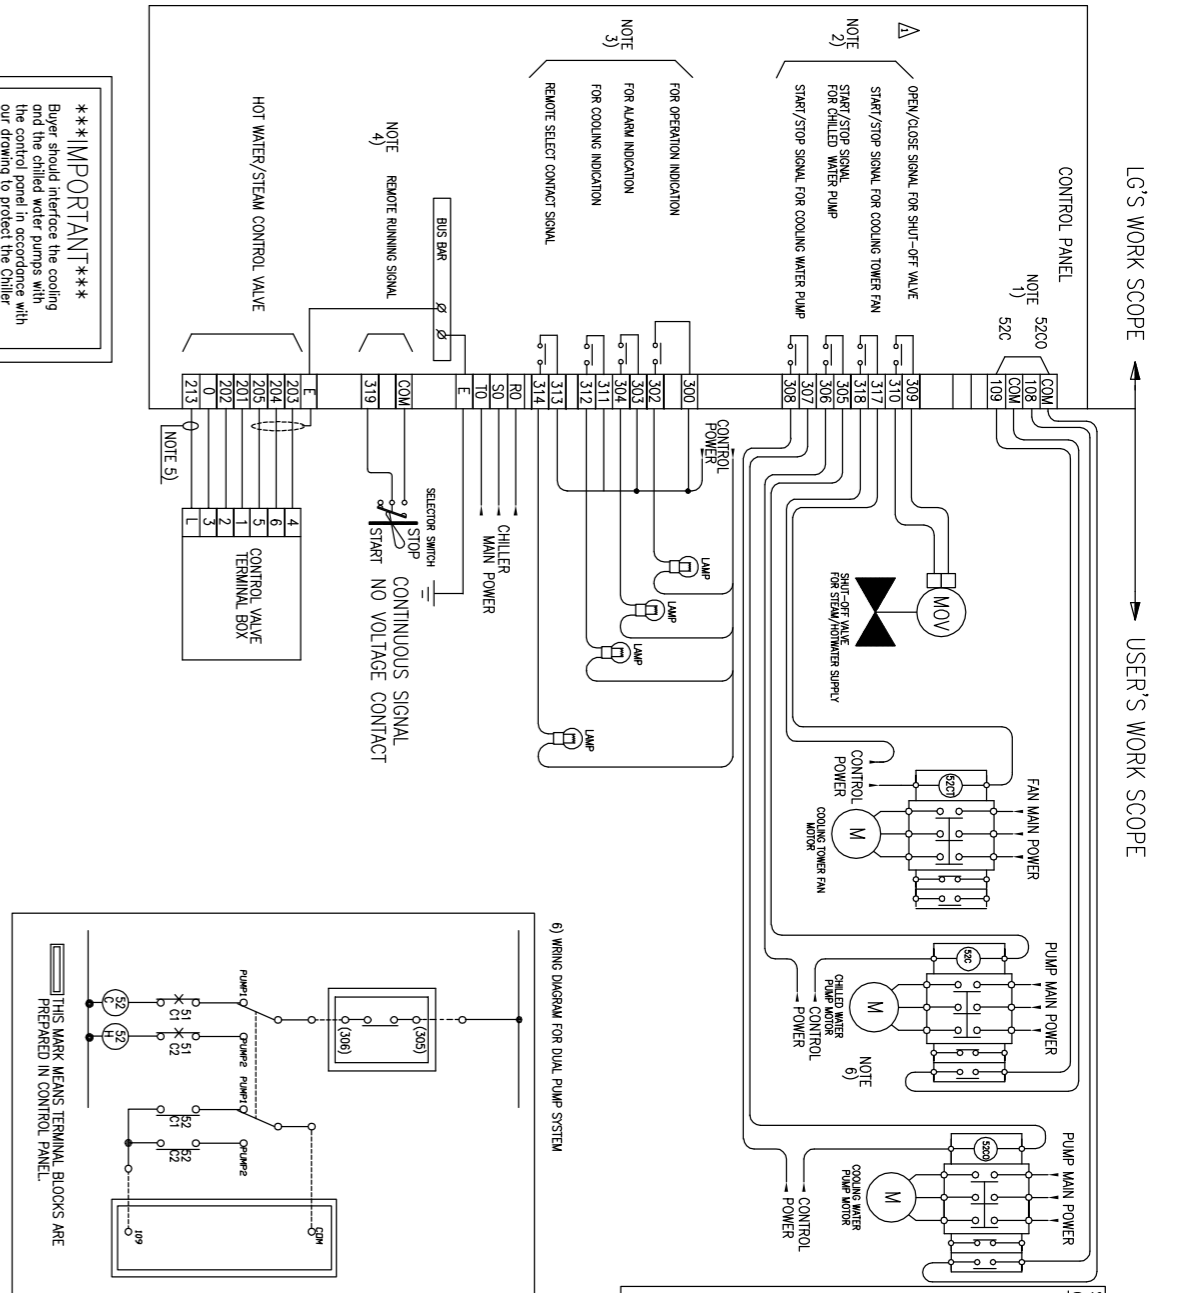 LG'S WORK SCOPE
USER'S WORK SCOPE
CONTROL PANEL
NOTE
1)
52CO
52C
OPEN/CLOSE SIGNAL FOR SHUT-OFF VALVE
START/STOP SIGNAL FOR COOLING TOWER FAN
START/STOP SIGNAL
FOR CHILLED WATER PUMP
START/STOP SIGNAL FOR COOLING WATER PUMP
NOTE
2)
FOR OPERATION INDICATION
FOR ALARM INDICATION
FOR COOLING INDICATION
REMOTE SELECT CONTACT SIGNAL
NOTE
3)
BUS BAR
REMOTE RUNNING SIGNAL
NOTE
4)
HOT WATER/STEAM CONTROL VALVE
COM
108
COM
109
309
310
317
318
305
306
307
308
300
302
303
304
311
312
313
314
R0
S0
T0
E
COM
319
E
203
204
205
201
202
0
213
NOTE 5)
4
6
5
1
2
3
L
CONTROL VALVE
TERMINAL BOX
SELECTOR SWITCH
STOP
START
CONTINUOUS SIGNAL
NO VOLTAGE CONTACT
CHILLER
MAIN POWER
CONTROL
POWER
LAMP
LAMP
LAMP
LAMP
MOV
SHUT-OFF VALVE
FOR STEAM/HOTWATER SUPPLY
FAN MAIN POWER
52CT
CONTROL
POWER
M
COOLING TOWER FAN
MOTOR
PUMP MAIN POWER
52C
CONTROL
POWER
M
CHILLED WATER
PUMP MOTOR
NOTE
6)
PUMP MAIN POWER
52CO
CONTROL
POWER
M
COOLING WATER
PUMP MOTOR
***IMPORTANT***
Buyer should interface the cooling
and the chilled water pumps with
the control panel in accordance with
our drawing to protect the Chiller
6) WRING DIAGRAM FOR DUAL PUMP SYSTEM
(305)
(306)
PUMP1
PUMP2
PUMP1
PUMP2
51
C1
51
C2
52
C1
52
C2
52
C
52
H
COM
109
THIS MARK MEANS TERMINAL BLOCKS ARE
PREPARED IN CONTROL PANEL.